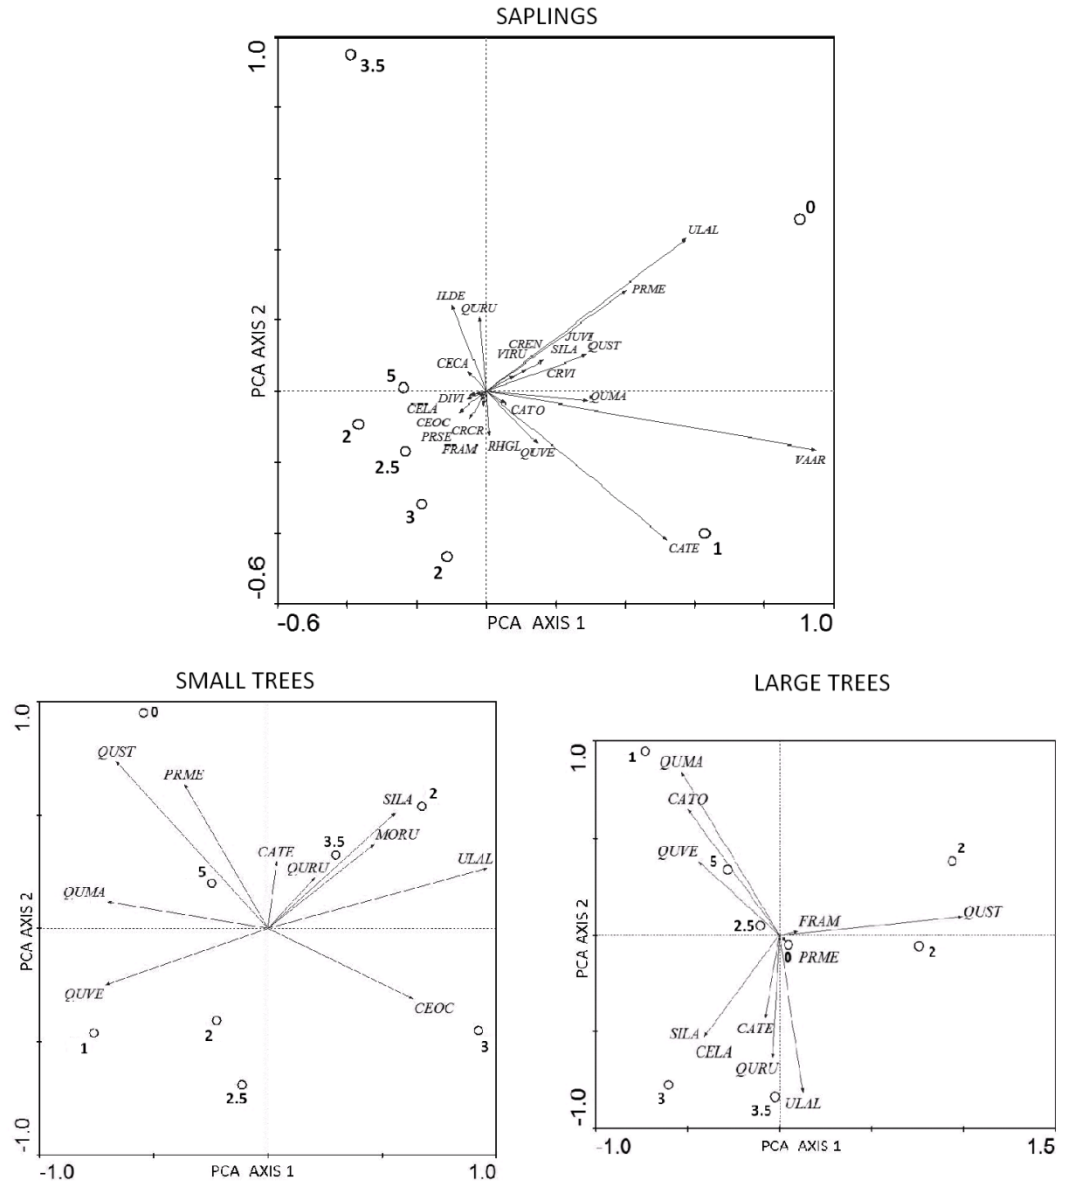 SAPLINGS
1.0
3.5
0
ULAL
PRME
ILDE
QURU
JUVI
CREN
QUST
VIRU
SILA
CECA
CRVI
5
DIVI
QUMA
CELA
CATO
CEOC
2
CRCR
PRSE
RHGL
FRAM
QUVE
VAAR
2.5
3
1
CATE
2
PCA AXIS 2
-0.6
-0.6
PCA AXIS 1
1.0
SMALL TREES
1.0
0
QUST
PRME
SILA
2
MORU
3.5
CATE
ULAL
QURU
5
QUMA
QUVE
CEOC
1
2
3
2.5
PCA AXIS 2
-1.0
-1.0
PCA AXIS 1
1.0
LARGE TREES
1.0
1
QUMA
CATO
QUVE
5
2
QUST
FRAM
2.5
0
PRME
2
SILA
CATE
CELA
QURU
3
3.5
ULAL
PCA AXIS 2
-1.0
-1.0
PCA AXIS 1
1.5